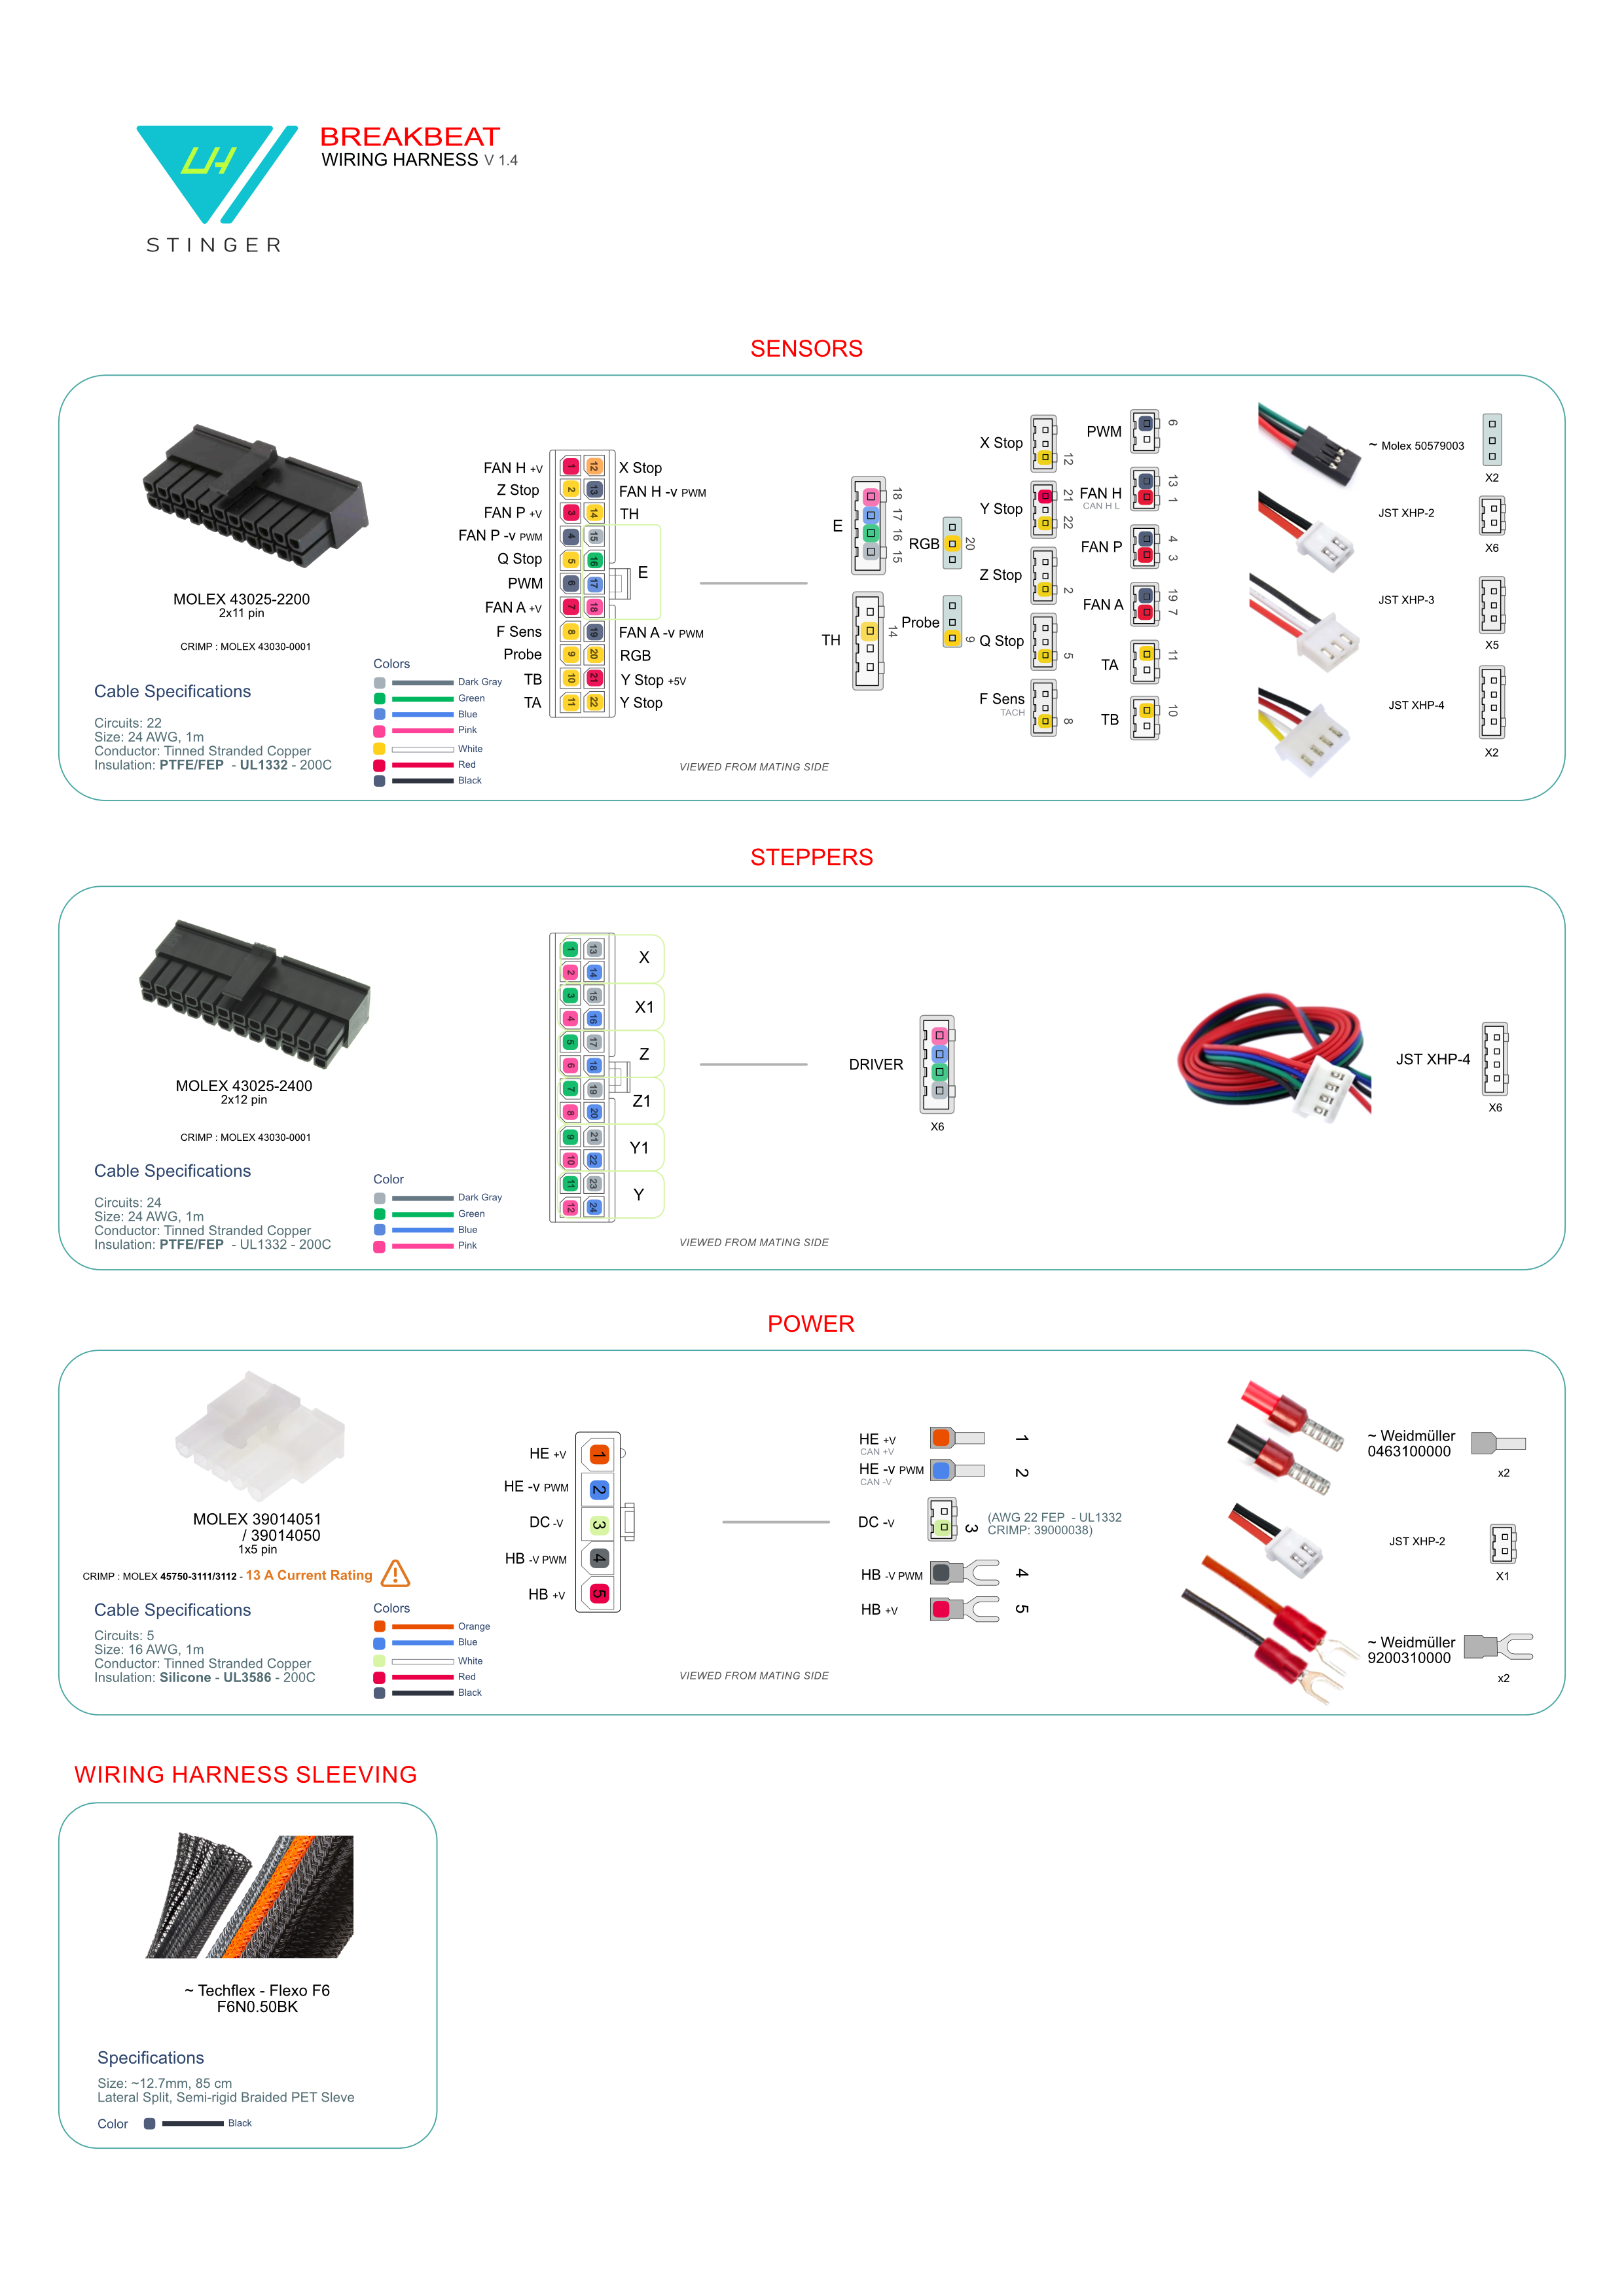 UH
STINGER
BREAKBEAT
WIRING HARNESS V 1.4
SENSORS
MOLEX 43025-2200
2x11 pin
CRIMP : MOLEX 43030-0001
Cable Specifications
Circuits: 22
Size: 24 AWG, 1m
Conductor: Tinned Stranded Copper
Insulation: PTFE/FEP - UL1332 - 200C
Colors
Dark Gray
Green
Blue
Pink
White
Red
Black
FAN H +V 1 12 X Stop
Z Stop 2 13 FAN H -v PWM
FAN P +V 3 14 TH
FAN P -v PWM 4 15
Q Stop 5 16
E
PWM 6 17
FAN A +V 7 18
F Sens 8 19 FAN A -v PWM
Probe 9 20 RGB
TB 10 21 Y Stop +5V
TA 11 22 Y Stop
VIEWED FROM MATING SIDE
E 18 17 16 15
TH 14
RGB 20
Probe 9
X Stop 12
Y Stop 21 22
Z Stop 2
Q Stop 5
F Sens 8
TACH
PWM 6
FAN H 13 1
CAN H L
FAN P 4 3
FAN A 19 7
TA 11
TB 10
~ Molex 50579003
X2
JST XHP-2
X6
JST XHP-3
X5
JST XHP-4
X2
STEPPERS
MOLEX 43025-2400
2x12 pin
CRIMP : MOLEX 43030-0001
Cable Specifications
Circuits: 24
Size: 24 AWG, 1m
Conductor: Tinned Stranded Copper
Insulation: PTFE/FEP - UL1332 - 200C
Color
Dark Gray
Green
Blue
Pink
1 13
X
2 14
3 15
X1
4 16
5 17
Z
6 18
7 19
Z1
8 20
9 21
Y1
10 22
11 23
Y
12 24
VIEWED FROM MATING SIDE
DRIVER
X6
JST XHP-4
X6
POWER
MOLEX 39014051
/ 39014050
1x5 pin
CRIMP : MOLEX 45750-3111/3112 - 13 A Current Rating
Cable Specifications
Circuits: 5
Size: 16 AWG, 1m
Conductor: Tinned Stranded Copper
Insulation: Silicone - UL3586 - 200C
Colors
Orange
Blue
White
Red
Black
HE +V 1
HE -v PWM 2
DC -V 3
HB -V PWM 4
HB +V 5
VIEWED FROM MATING SIDE
HE +V 1
CAN +V
HE -v PWM 2
CAN -V
DC -V 3 (AWG 22 FEP - UL1332
CRIMP: 39000038)
HB -V PWM 4
HB +V 5
~ Weidmüller
0463100000
x2
JST XHP-2
X1
~ Weidmüller
9200310000
x2
WIRING HARNESS SLEEVING
~ Techflex - Flexo F6
F6N0.50BK
Specifications
Size: ~12.7mm, 85 cm
Lateral Split, Semi-rigid Braided PET Sleve
Color Black